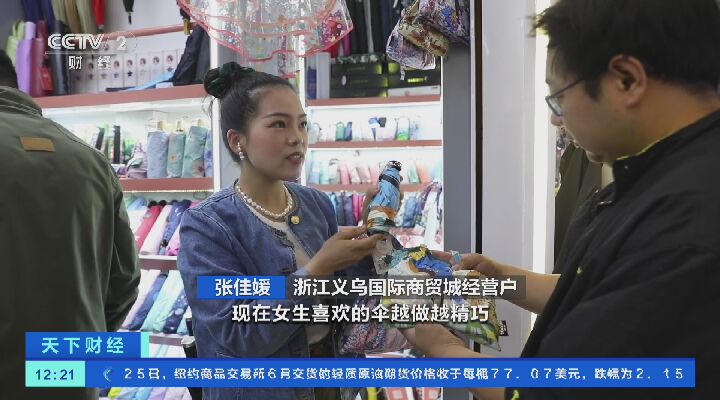 CCTV 2
财经
张佳媛 浙江义乌国际商贸城经营户
现在女生喜欢的伞越做越精巧
天下财经
12:21 25日，纽约商品交易所6月交货的轻质原油期货价格收于每桶77.07美元，跌幅为2.15